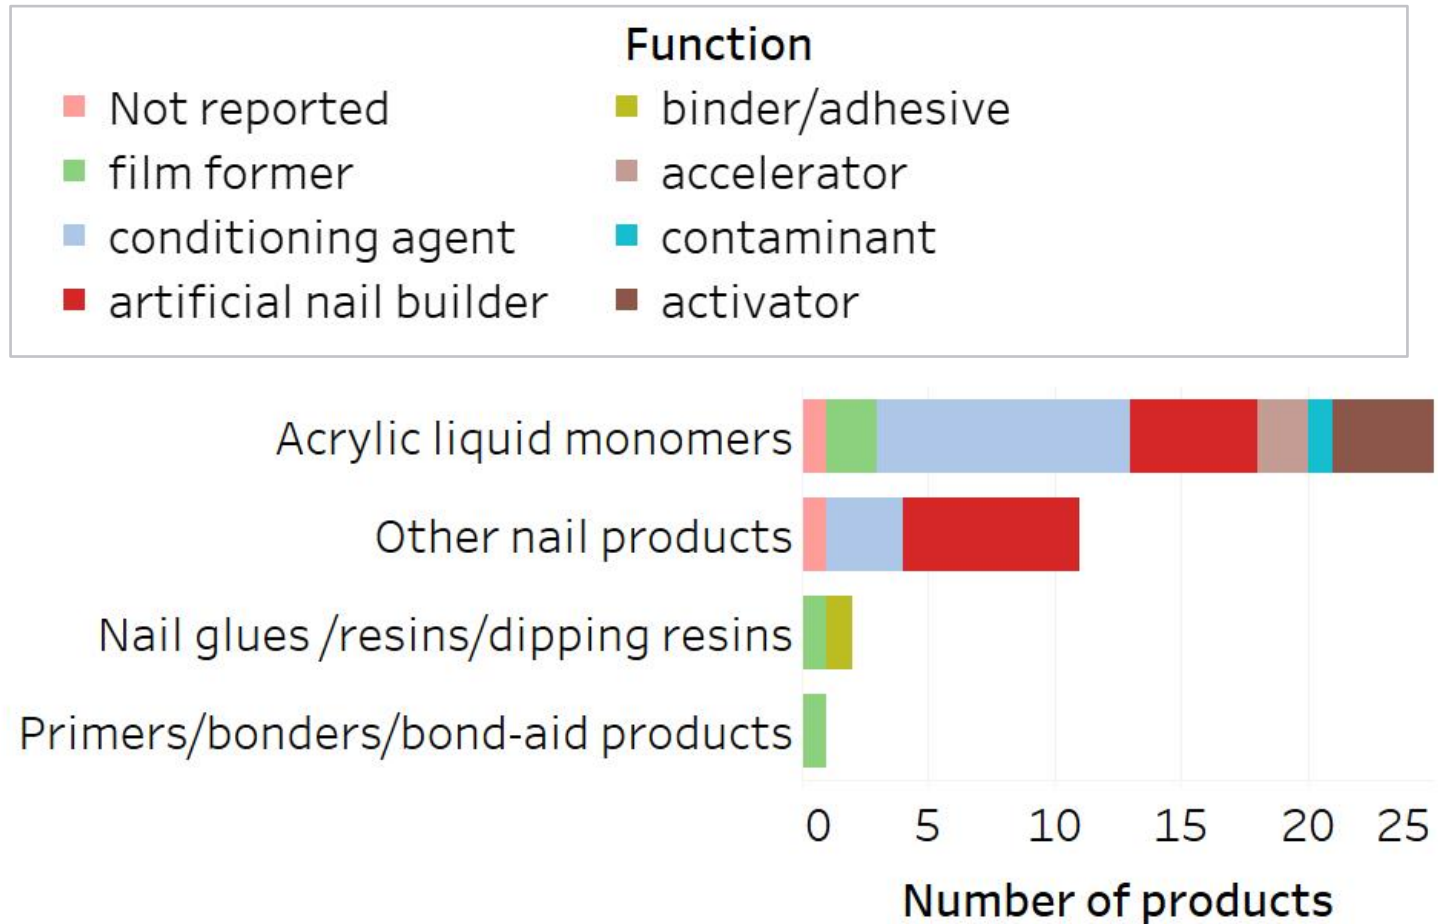 Function
Not reported
binder/adhesive
film former
accelerator
conditioning agent
contaminant
artificial nail builder
activator
Acrylic liquid monomers
Other nail products
Nail glues /resins/dipping resins
Primers/bonders/bond-aid products
0 5 10 15 20 25
Number of products